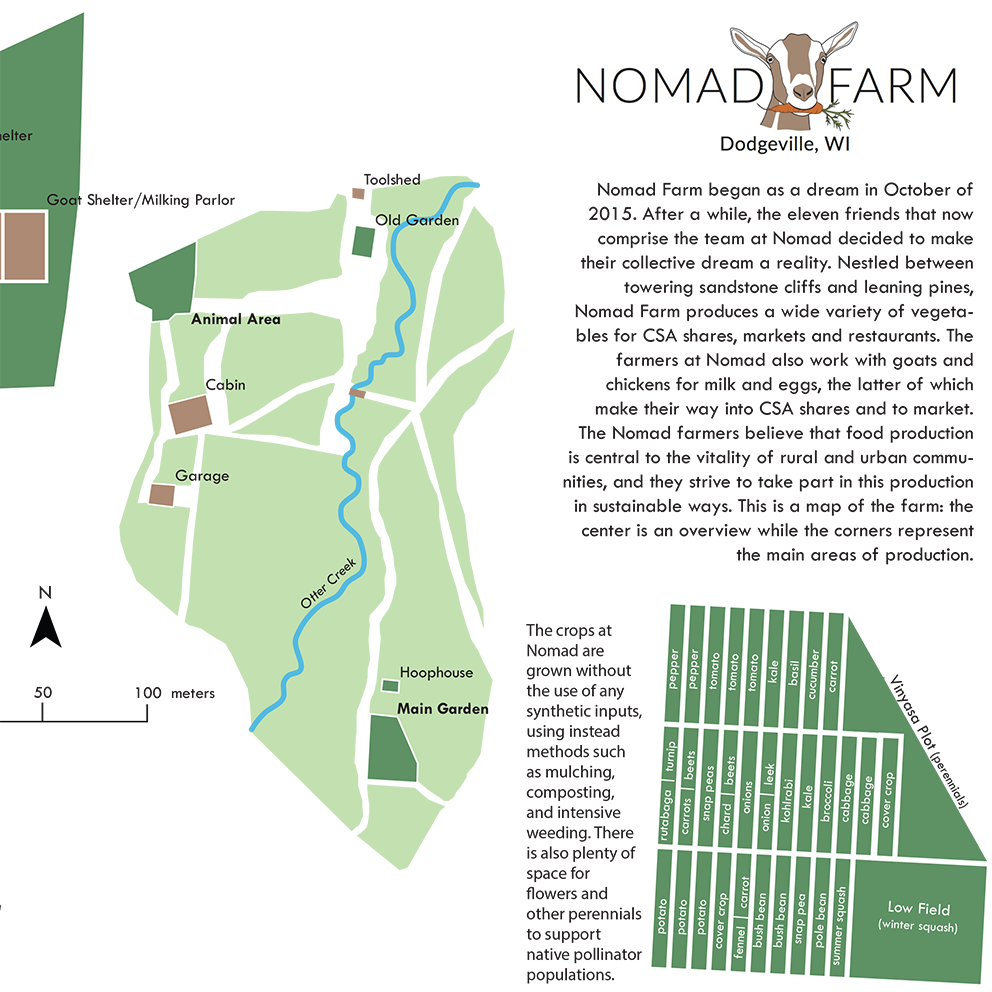 NOMAD FARM
Dodgeville, WI
Nomad Farm began as a dream in October of
2015. After a while, the eleven friends that now
comprise the team at Nomad decided to make
their collective dream a reality. Nestled between
towering sandstone cliffs and leaning pines,
Nomad Farm produces a wide variety of vegeta-
bles for CSA shares, markets and restaurants. The
farmers at Nomad also work with goats and
chickens for milk and eggs, the latter of which
make their way into CSA shares and to market.
The Nomad farmers believe that food production
is central to the vitality of rural and urban commu-
nities, and they strive to take part in this production
in sustainable ways. This is a map of the farm: the
center is an overview while the corners represent
the main areas of production.
elter
Goat Shelter/Milking Parlor
Toolshed
Old Garden
Animal Area
Cabin
Garage
Otter Creek
N
50
100 meters
Hoophouse
Main Garden
The crops at
Nomad are
grown without
the use of any
synthetic inputs,
using instead
methods such
as mulching,
composting,
and intensive
weeding. There
is also plenty of
space for
flowers and
other perennials
to support
native pollinator
populations.
pepper
pepper
tomato
tomato
tomato
kale
basil
cucumber
carrot
Vinyasa Plot (perennials)
rutabaga | turnip
carrots | beets
snap peas
chard | beets
onions
onion | leek
kohlrabi
kale
broccoli
cabbage
cabbage
cover crop
potato
potato
potato
cover crop
fennel | carrot
bush bean
bush bean
snap pea
pole bean
summer squash
Low Field
(winter squash)